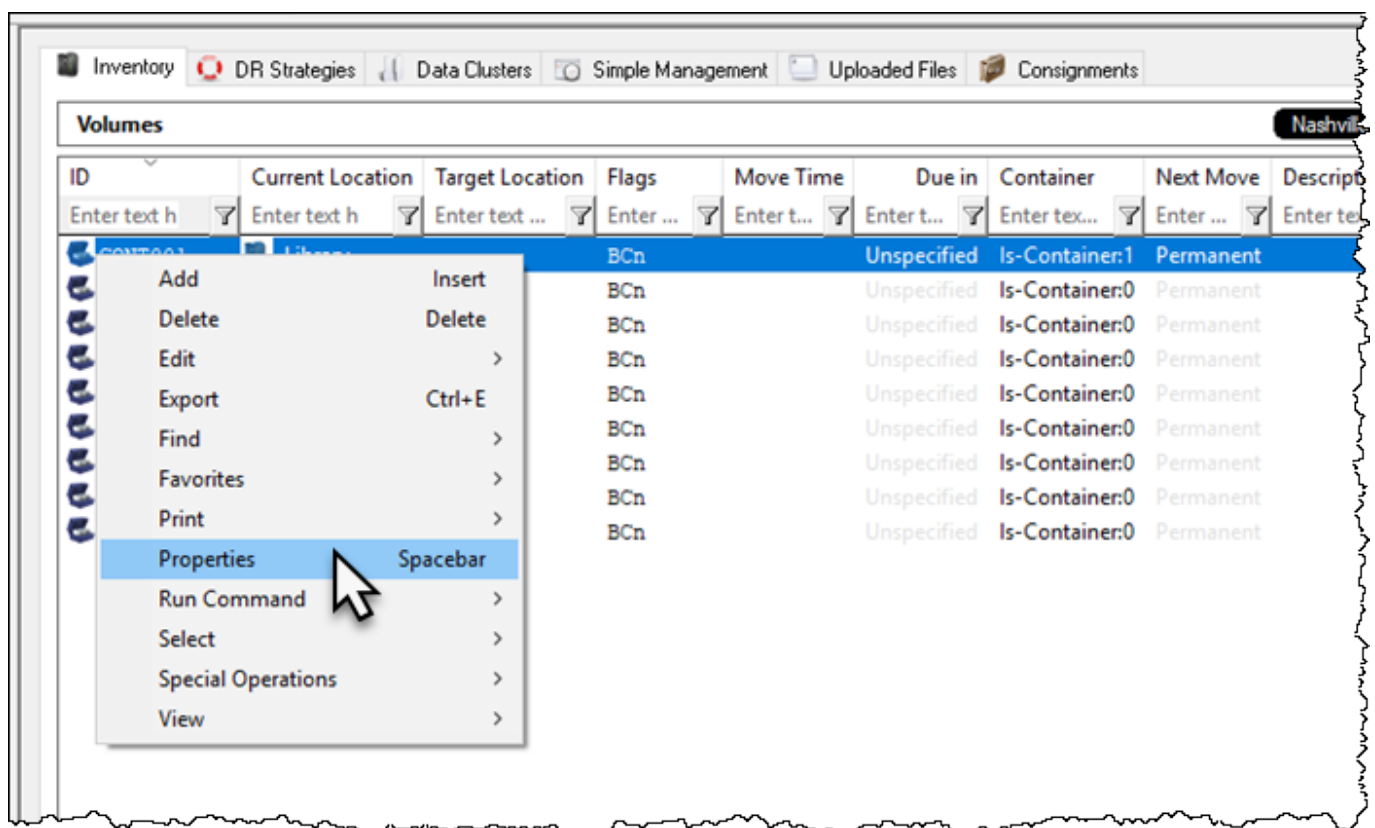 Inventory DR Strategies Data Clusters Simple Management Uploaded Files Consignments
Volumes
ID Current Location Target Location Flags Move Time Due in Container Next Move
Enter text h Enter text h Enter text ... Enter ... Enter t... Enter t... Enter tex... Enter ... Enter
BCn Unspecified Is-Container:1 Permanent
Add Insert
BCn Unspecified Is-Container:0 Permanent
Delete Delete
BCn Unspecified Is-Container:0 Permanent
Edit >
BCn Unspecified Is-Container:0 Permanent
Export Ctrl+E
BCn Unspecified Is-Container:0 Permanent
Find >
BCn Unspecified Is-Container:0 Permanent
Favorites >
BCn Unspecified Is-Container:0 Permanent
Print >
BCn Unspecified Is-Container:0 Permanent
BCn Unspecified Is-Container:0 Permanent
Properties Spacebar
Run Command >
Select >
Special Operations >
View >